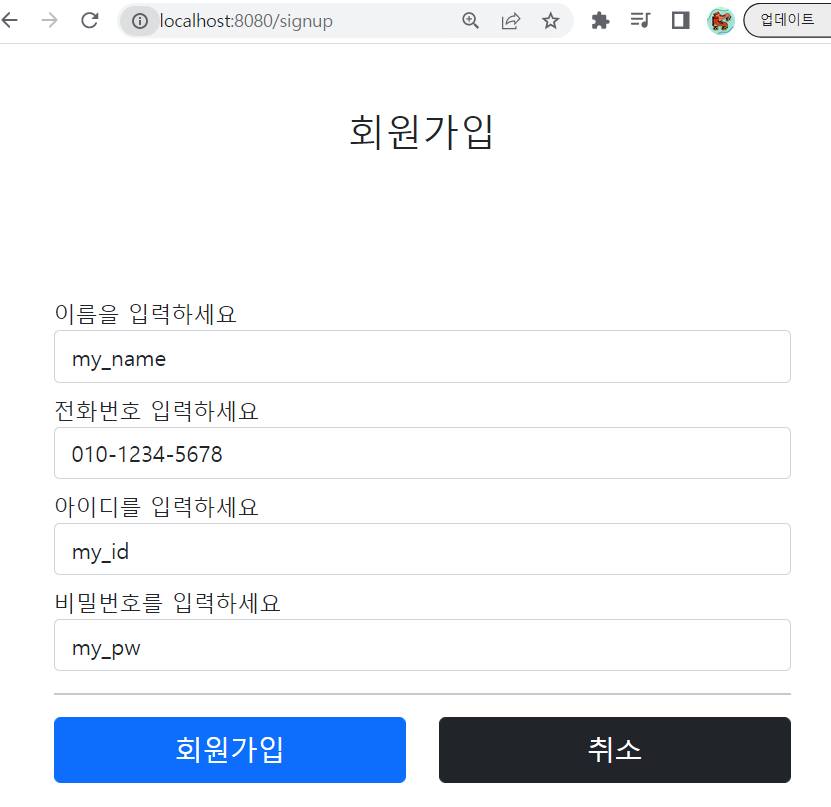 localhost:8080/signup
업데이트
회원가입
이름을 입력하세요
my_name
전화번호 입력하세요
010-1234-5678
아이디를 입력하세요
my_id
비밀번호를 입력하세요
my_pw
회원가입 취소